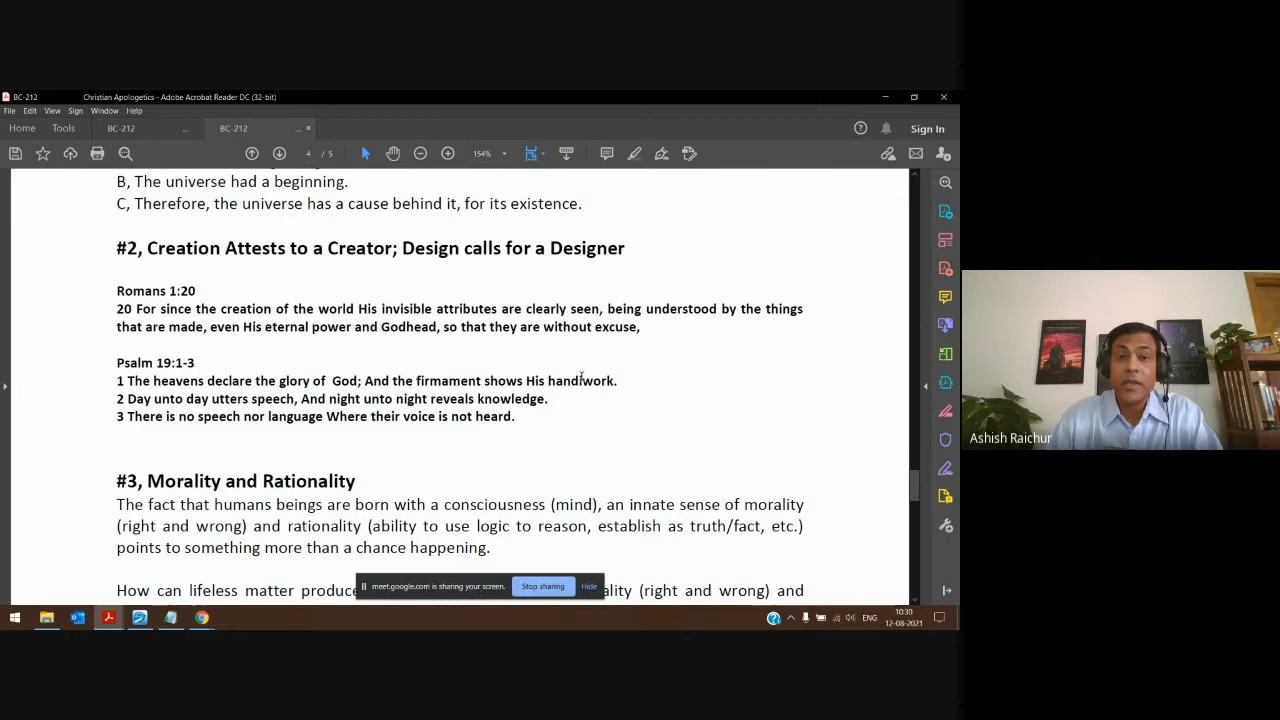 BC-212 Christian Apologetics - Adobe Acrobat Reader DC (32-bit)
File Edit View Sign Window Help
Home Tools BC-212 ... BC-212 ... × Sign In
4 / 5 154%
B, The universe had a beginning.
C, Therefore, the universe has a cause behind it, for its existence.
#2, Creation Attests to a Creator; Design calls for a Designer
Romans 1:20
20 For since the creation of the world His invisible attributes are clearly seen, being understood by the things
that are made, even His eternal power and Godhead, so that they are without excuse,
Psalm 19:1-3
1 The heavens declare the glory of God; And the firmament shows His handiwork.
2 Day unto day utters speech, And night unto night reveals knowledge.
3 There is no speech nor language Where their voice is not heard.
Ashish Raichur
#3, Morality and Rationality
The fact that humans beings are born with a consciousness (mind), an innate sense of morality
(right and wrong) and rationality (ability to use logic to reason, establish as truth/fact, etc.)
points to something more than a chance happening.
How can lifeless matter produce ality (right and wrong) and
meet.google.com is sharing your screen. Stop sharing Hide
ENG 10:30
12-08-2021